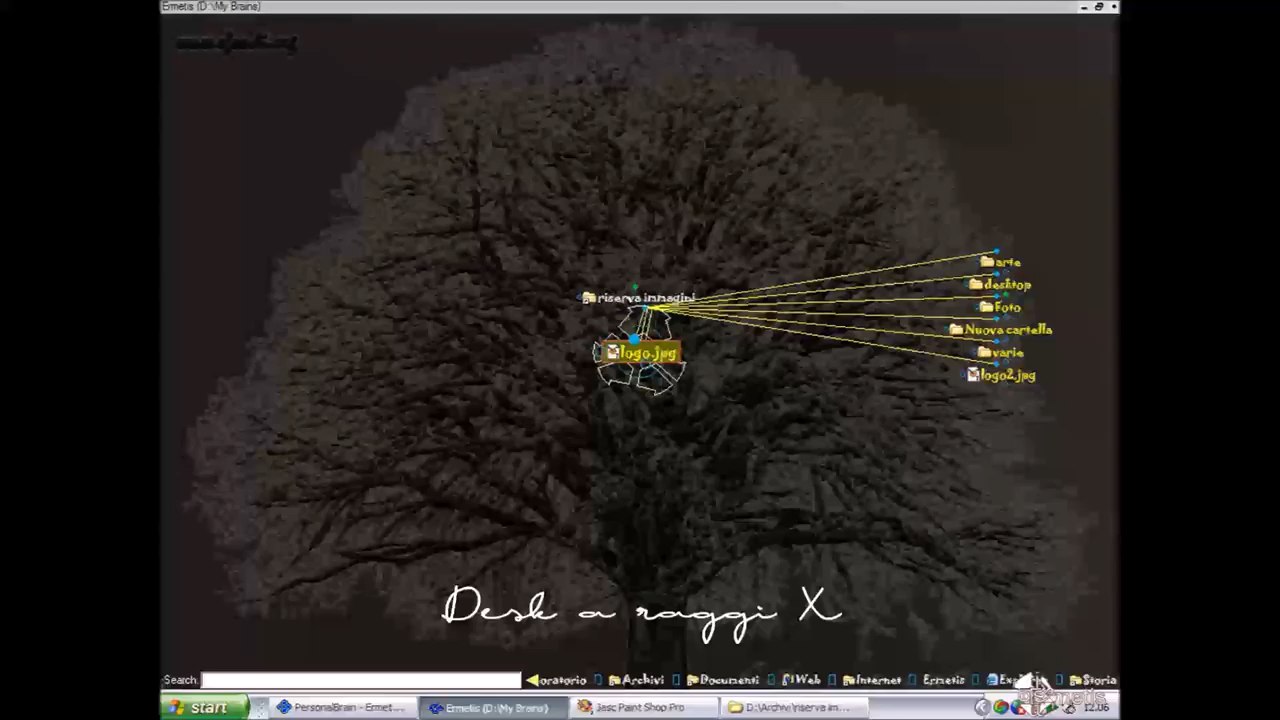 Ermetis (D:\My Brains)
riserva immagini
logo.jpg
arte
desktop
Foto
Nuova cartella
varie
logo2.jpg
Desk a raggi X
Search:
oratorio Archivi Documenti Web Internet Ermetis Storia
start PersonalBrain - Ermet... Ermetis (D:\My Brains) Jasc Paint Shop Pro D:\Archivi\riserva im... 12.06